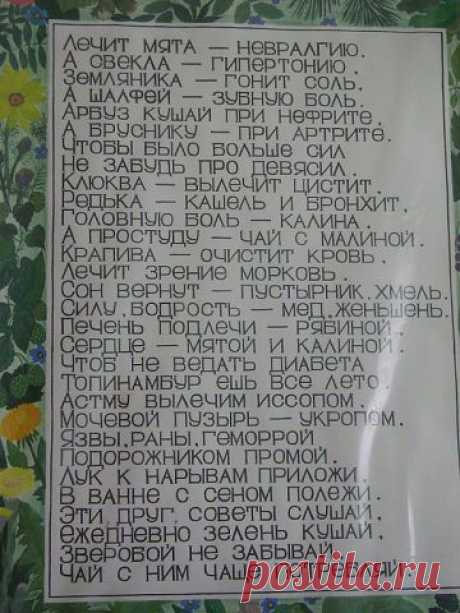 Лечит мята — невралгию.
А свекла — гипертонию.
Земляника — гонит соль,
А шалфей — зубную боль.
Арбуз кушай при нефрите,
А бруснику — при артрите.
Чтобы было больше сил
Не забудь про девясил.
Клюква — вылечит цистит,
Редька — кашель и бронхит,
Головную боль — калина,
А простуду — чай с малиной.
Крапива — очистит кровь,
Лечит зрение морковь.
Сон вернут — пустырник, хмель,
Силу, бодрость — мед, женьшень.
Печень подлечи — рябиной,
Сердце — мятой и калиной.
Чтоб не ведать диабета
Топинамбур ешь все лето.
Астму вылечим иссопом,
Мочевой пузырь — укропом.
Язвы, раны, геморрой
Подорожником промой.
Лук к нарывам приложи,
В ванне с сеном полежи.
Эти, друг, советы слушай,
Ежедневно зелень кушай,
Зверобой не забывай,
Чай с ним чаще
postila.ru